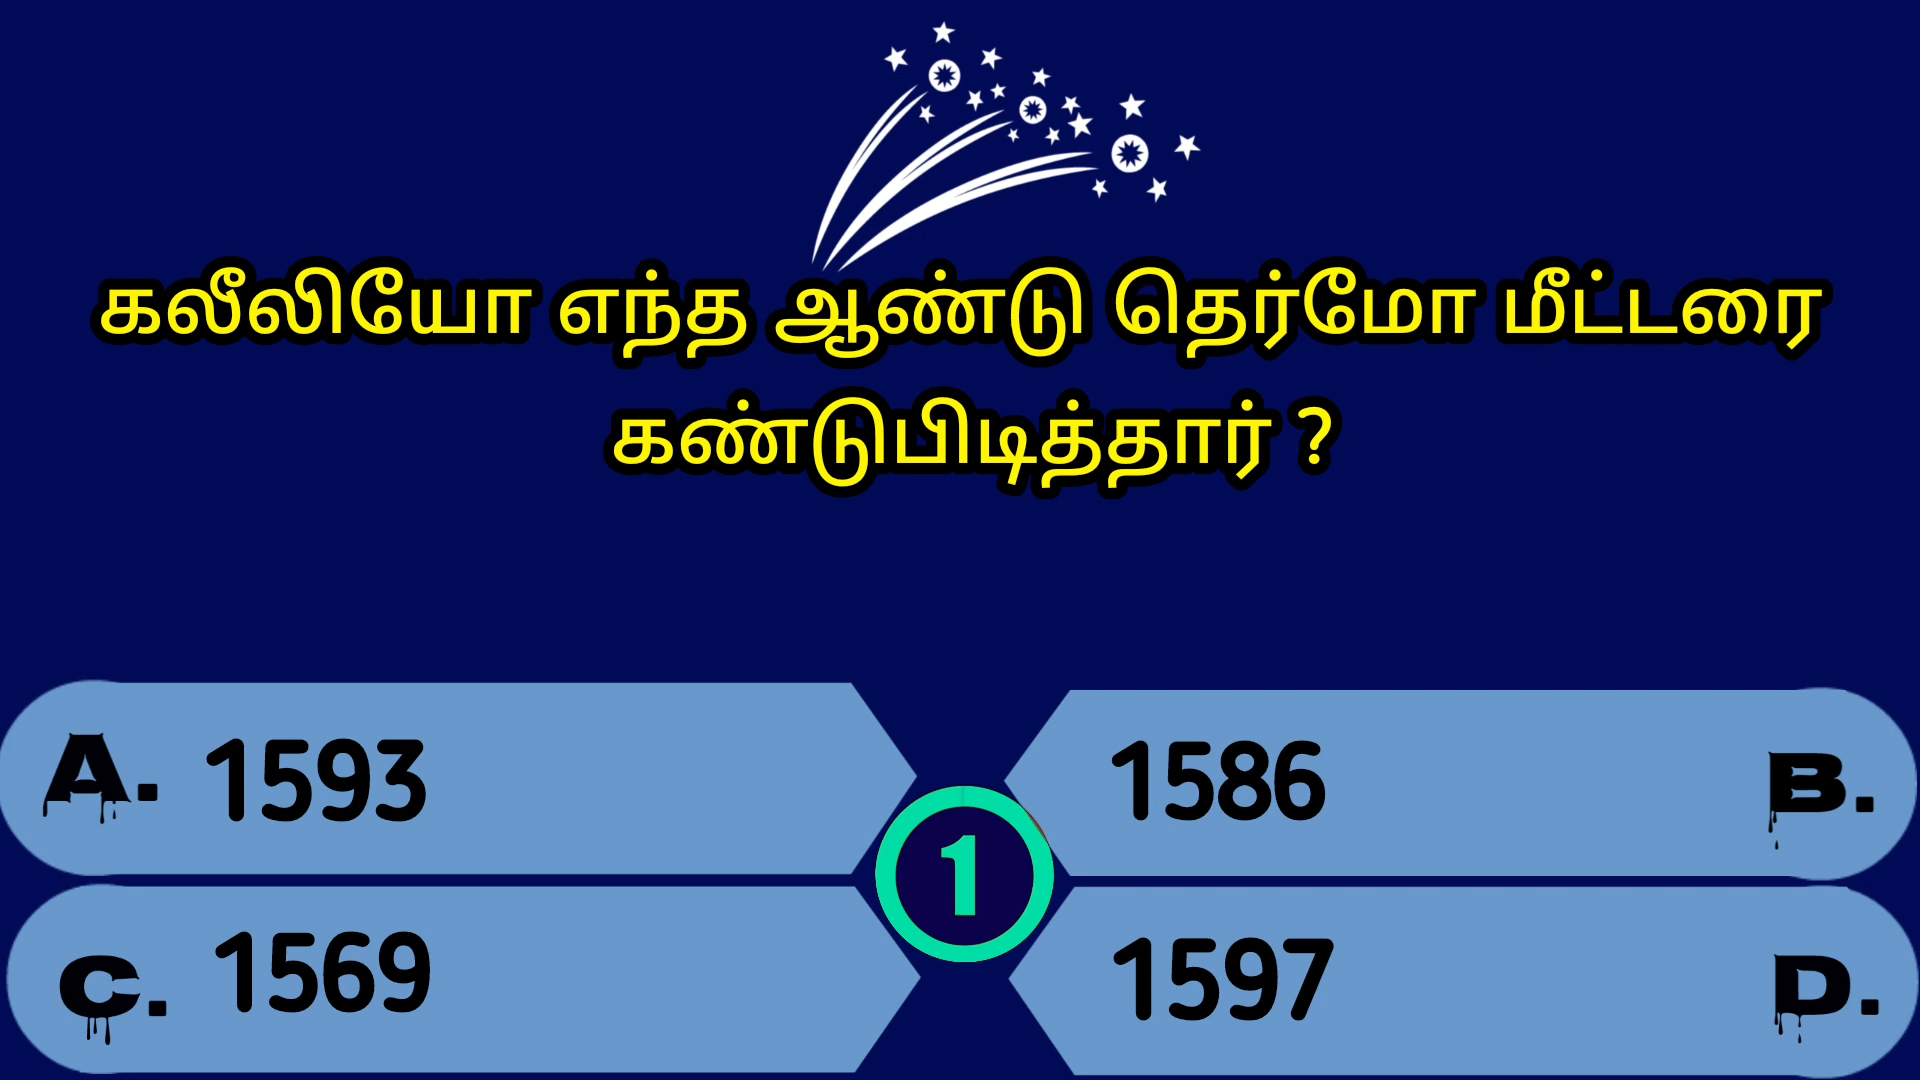 கலீலியோ எந்த ஆண்டு தெர்மோ மீட்டரை
கண்டுபிடித்தார் ?
A. 1593
1586 B.
1
C. 1569
1597 D.